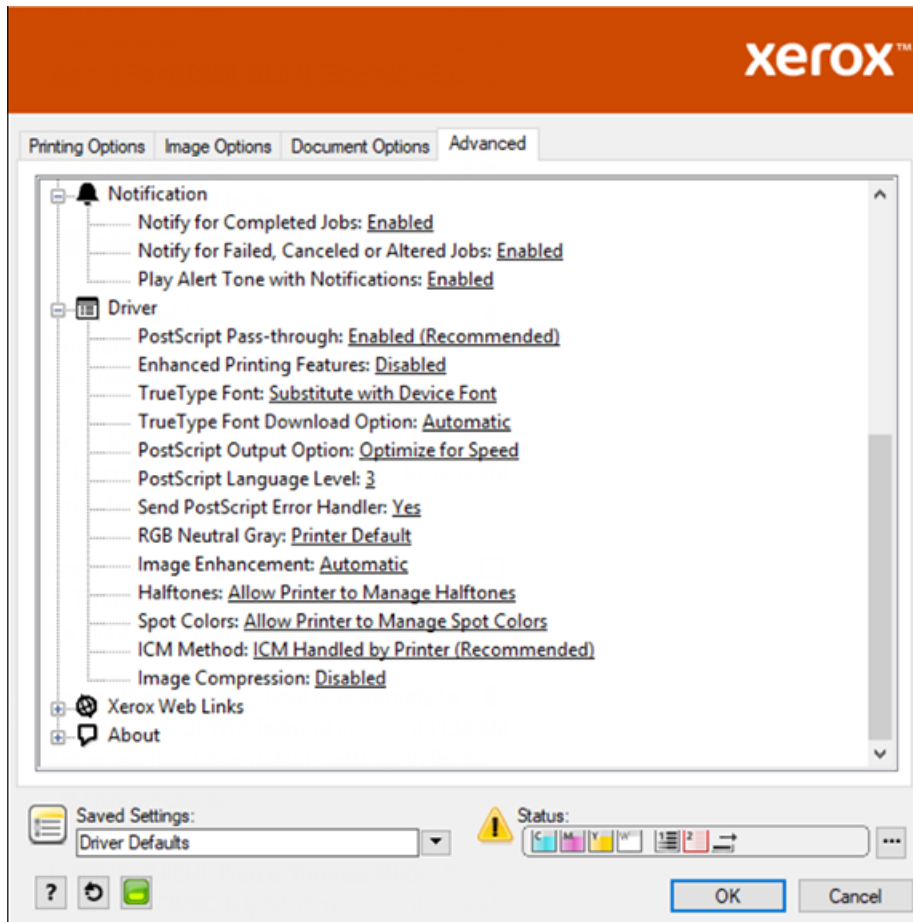 xerox™
Printing Options Image Options Document Options Advanced
Notification
Notify for Completed Jobs: Enabled
Notify for Failed, Canceled or Altered Jobs: Enabled
Play Alert Tone with Notifications: Enabled
Driver
PostScript Pass-through: Enabled (Recommended)
Enhanced Printing Features: Disabled
TrueType Font: Substitute with Device Font
TrueType Font Download Option: Automatic
PostScript Output Option: Optimize for Speed
PostScript Language Level: 3
Send PostScript Error Handler: Yes
RGB Neutral Gray: Printer Default
Image Enhancement: Automatic
Halftones: Allow Printer to Manage Halftones
Spot Colors: Allow Printer to Manage Spot Colors
ICM Method: ICM Handled by Printer (Recommended)
Image Compression: Disabled
Xerox Web Links
About
Saved Settings: Status:
Driver Defaults C M Y W 1 2 ...
? OK Cancel